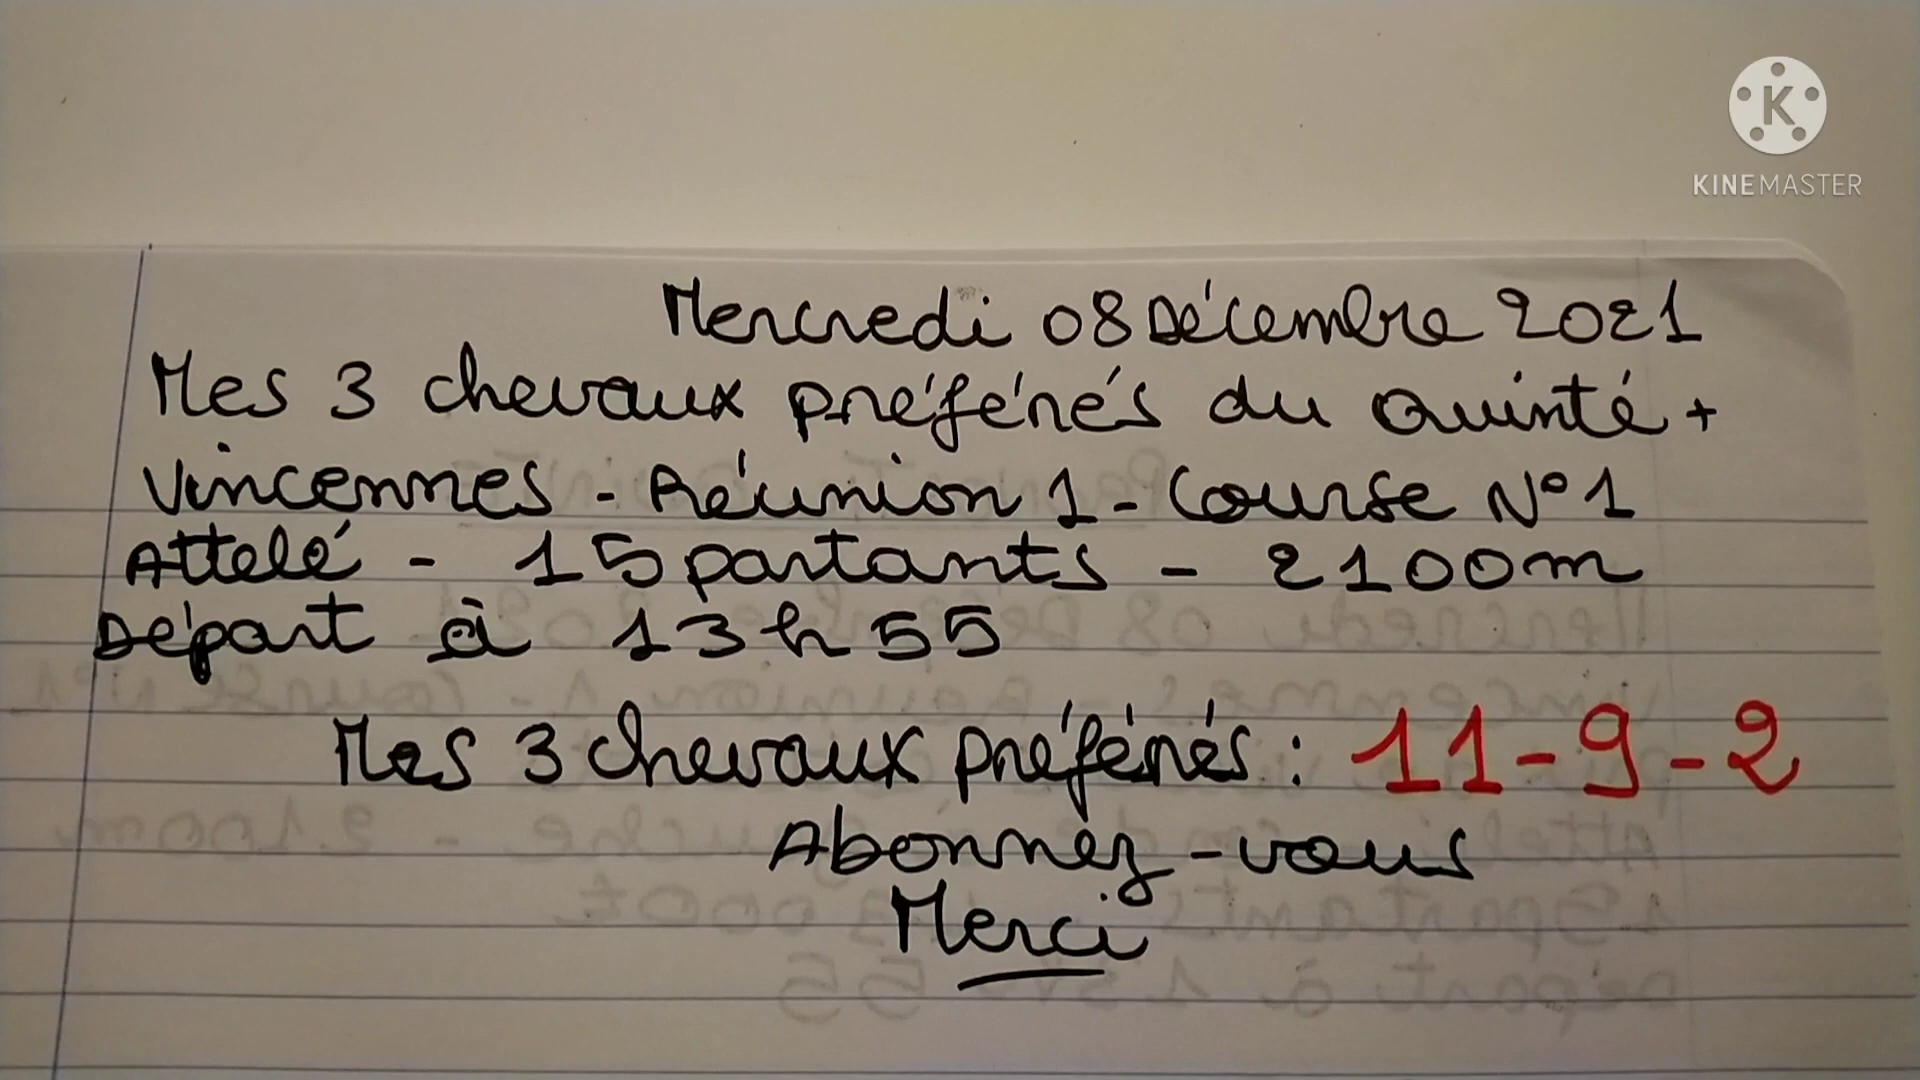 K
KINEMASTER
Mercredi 08 Décembre 2021
Mes 3 chevaux préférés du Quinté +
Vincennes - Réunion 1 - Course N°1
Attelé - 15 partants - 2100m
Départ à 13h55
Mes 3 chevaux préférés : 11-9-2
Abonnez-vous
Merci